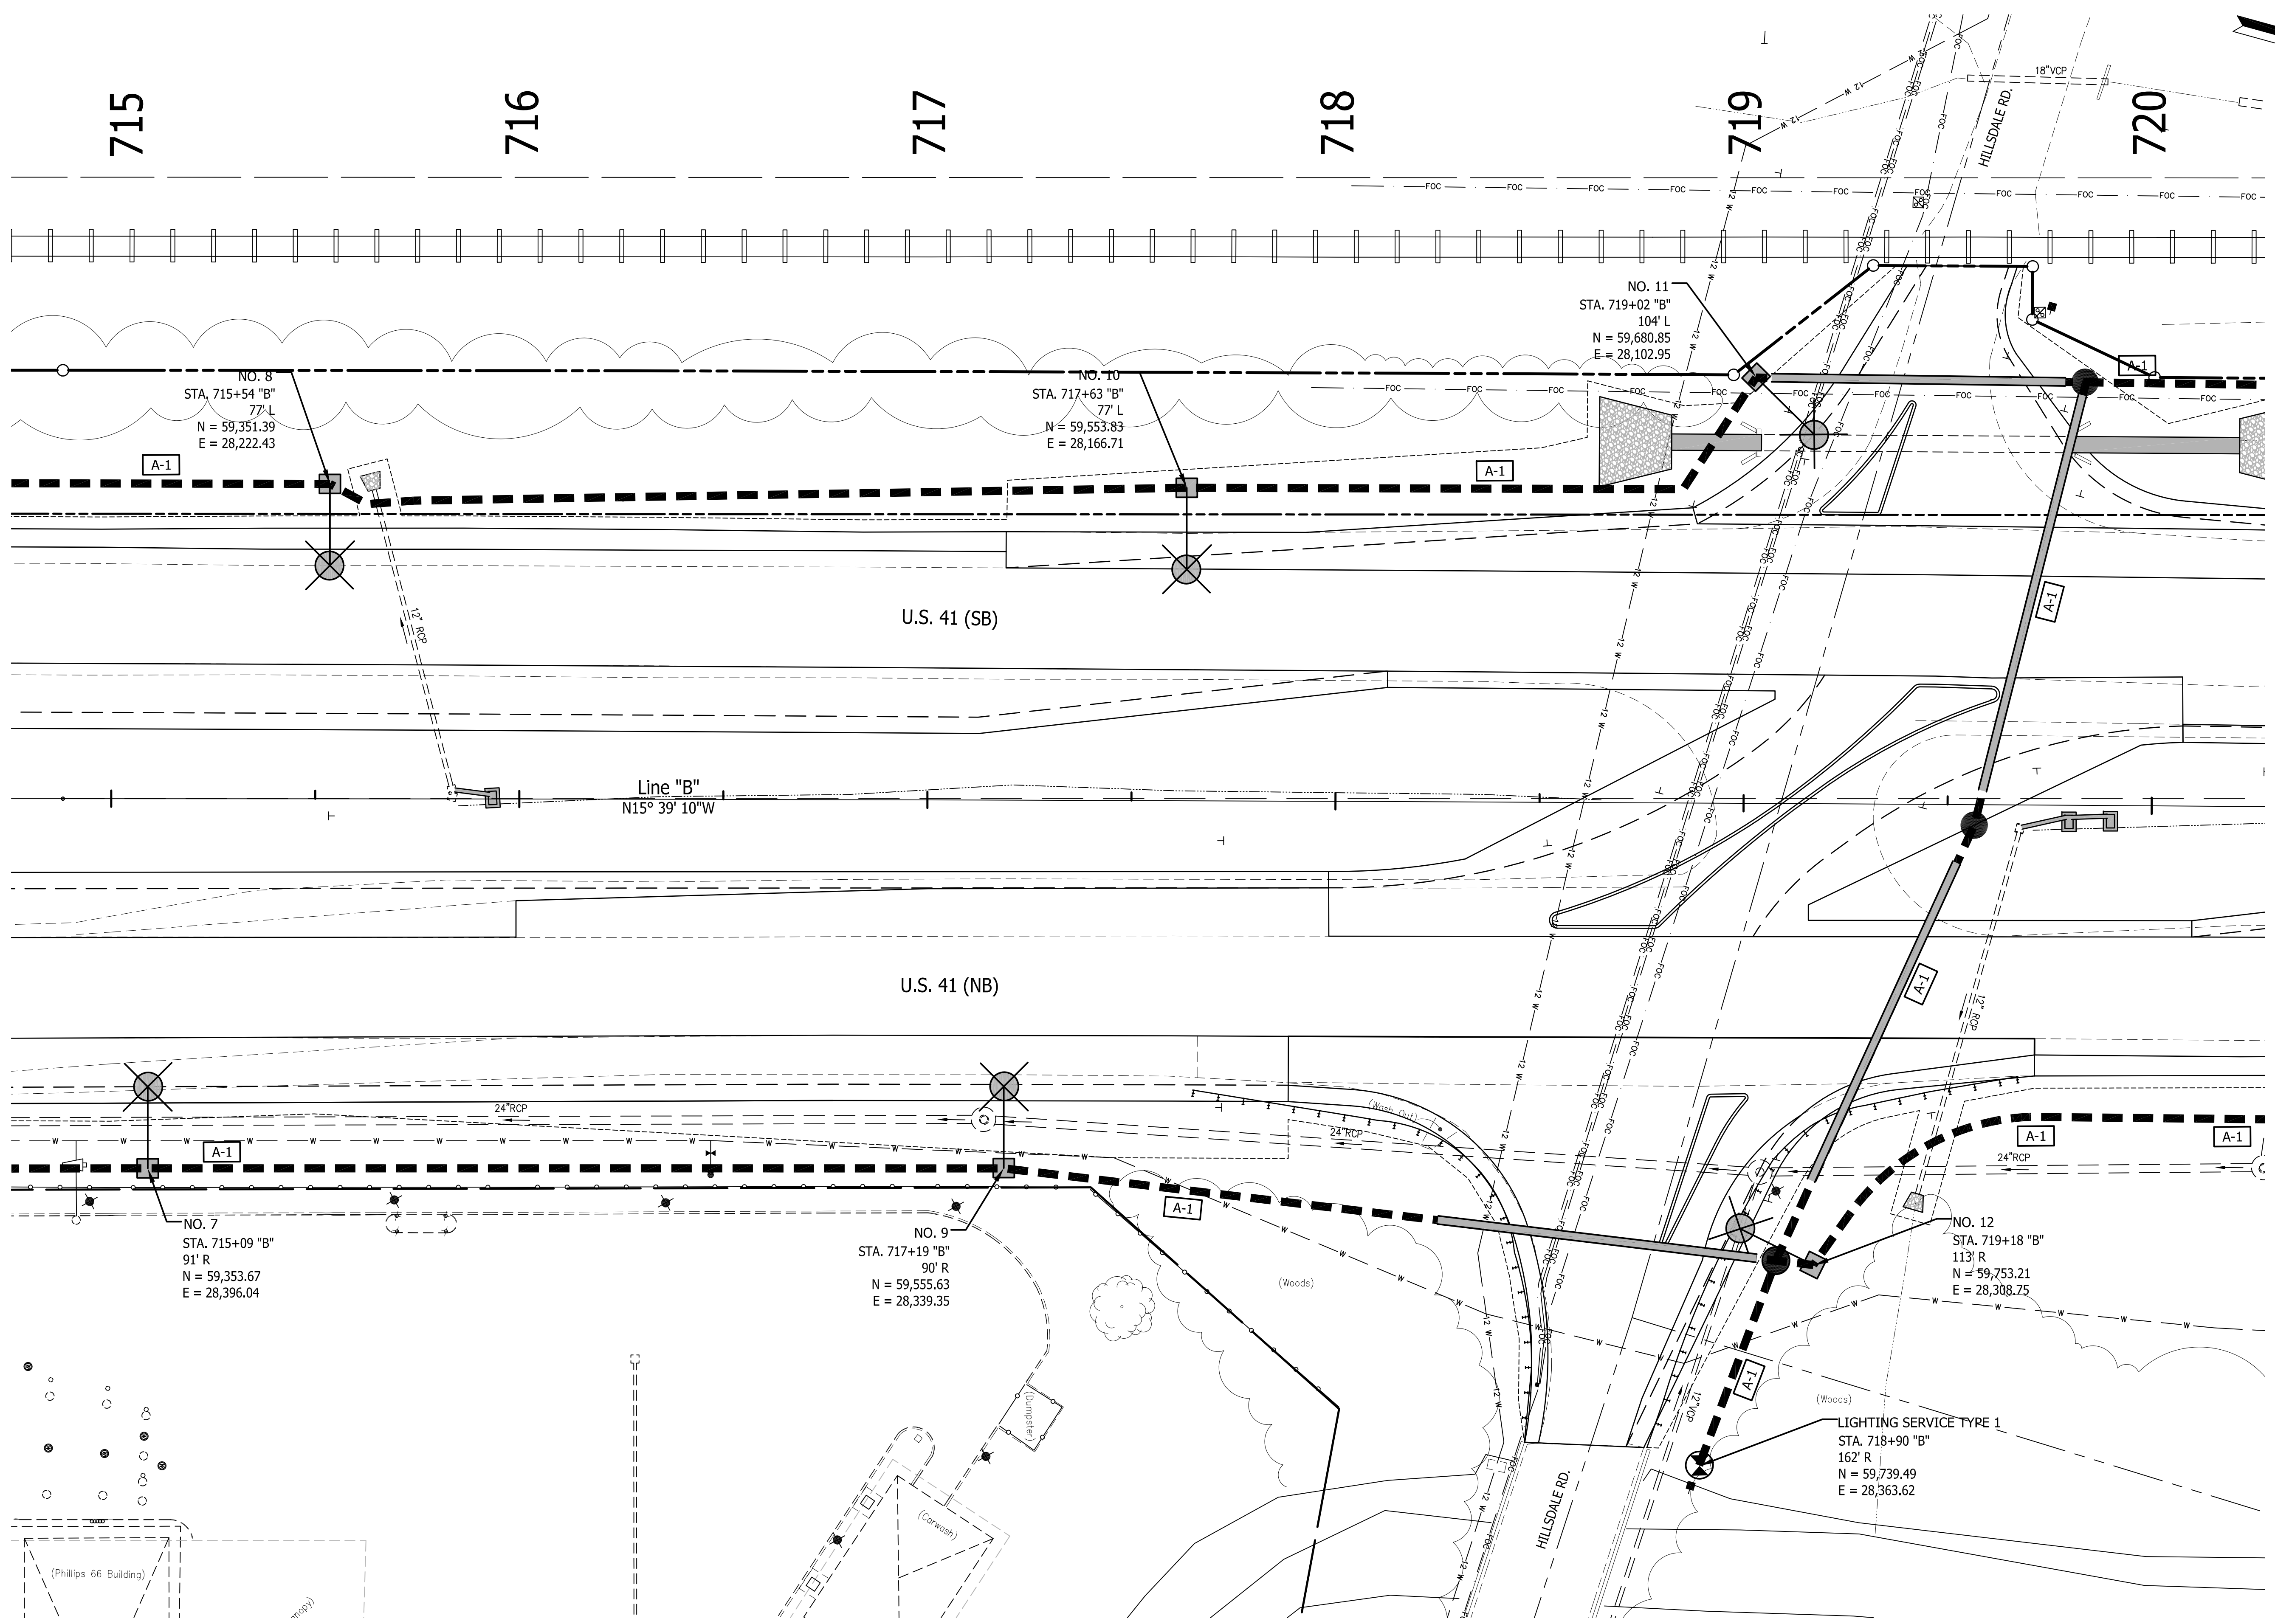 715
716
717
718
719
720
18"VCP
HILLSDALE RD.
FOC
12 W
NO. 11
STA. 719+02 "B"
104' L
N = 59,680.85
E = 28,102.95
NO. 8
STA. 715+54 "B"
77' L
N = 59,351.39
E = 28,222.43
NO. 10
STA. 717+63 "B"
77' L
N = 59,553.83
E = 28,166.71
A-1
A-1
A-1
A-1
12" RCP
U.S. 41 (SB)
Line "B"
N15° 39' 10"W
U.S. 41 (NB)
A-1
12" RCP
24"RCP
(Wash Out)
24"RCP
24"RCP
W
A-1
A-1
A-1
A-1
NO. 7
STA. 715+09 "B"
91' R
N = 59,353.67
E = 28,396.04
NO. 9
STA. 717+19 "B"
90' R
N = 59,555.63
E = 28,339.35
NO. 12
STA. 719+18 "B"
113' R
N = 59,753.21
E = 28,308.75
(Woods)
A-1
12"VCP
(Woods)
(Dumpster)
LIGHTING SERVICE TYPE 1
STA. 718+90 "B"
162' R
N = 59,739.49
E = 28,363.62
HILLSDALE RD.
(Carwash)
(Phillips 66 Building)